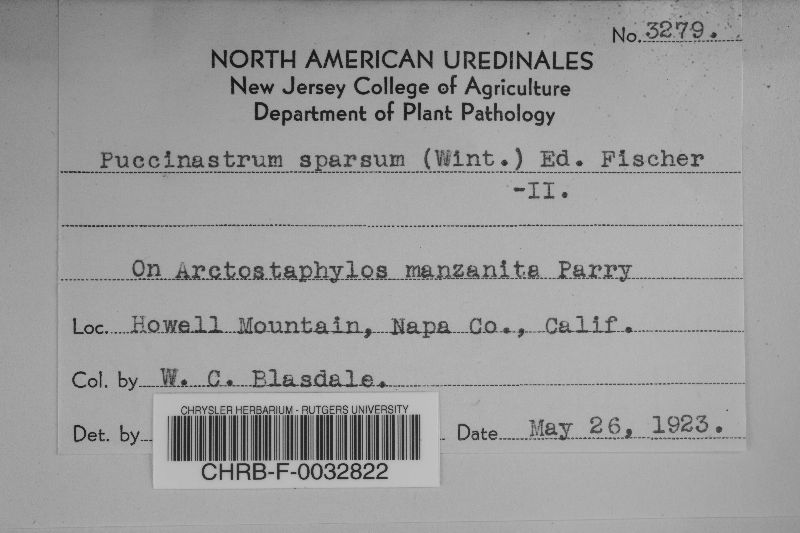 No. 3279.
NORTH AMERICAN UREDINALES
New Jersey College of Agriculture
Department of Plant Pathology
Puccinastrum sparsum (Wint.) Ed. Fischer
-II.
On Arctostaphylos manzanita Parry
Loc. Howell Mountain, Napa Co., Calif.
Col. by W. C. Blasdale.
Det. by
Date May 26, 1923.
CHRYSLER HERBARIUM - RUTGERS UNIVERSITY
CHRB-F-0032822